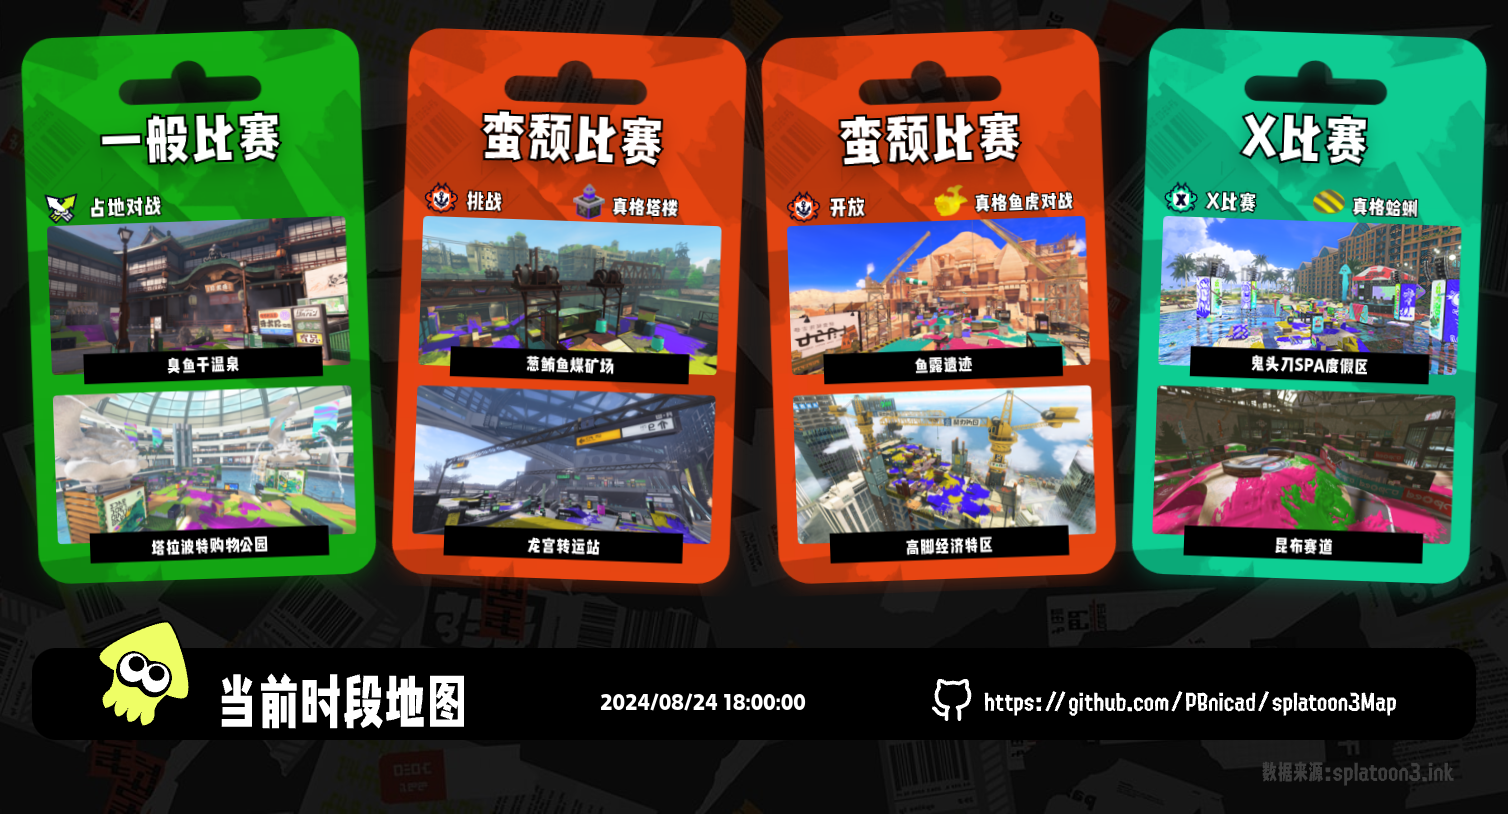 一般比赛
占地对战
臭鱼干温泉
塔拉波特购物公园
蛮颓比赛
挑战
真格塔楼
葱鲔鱼煤矿场
龙宫转运站
蛮颓比赛
开放
真格鱼虎对战
鱼露遗迹
高脚经济特区
X比赛
X比赛
真格蛤蜊
鬼头刀SPA度假区
昆布赛道
当前时段地图
2024/08/24 18:00:00
https://github.com/PBnicad/splatoon3Map
数据来源:splatoon3.ink